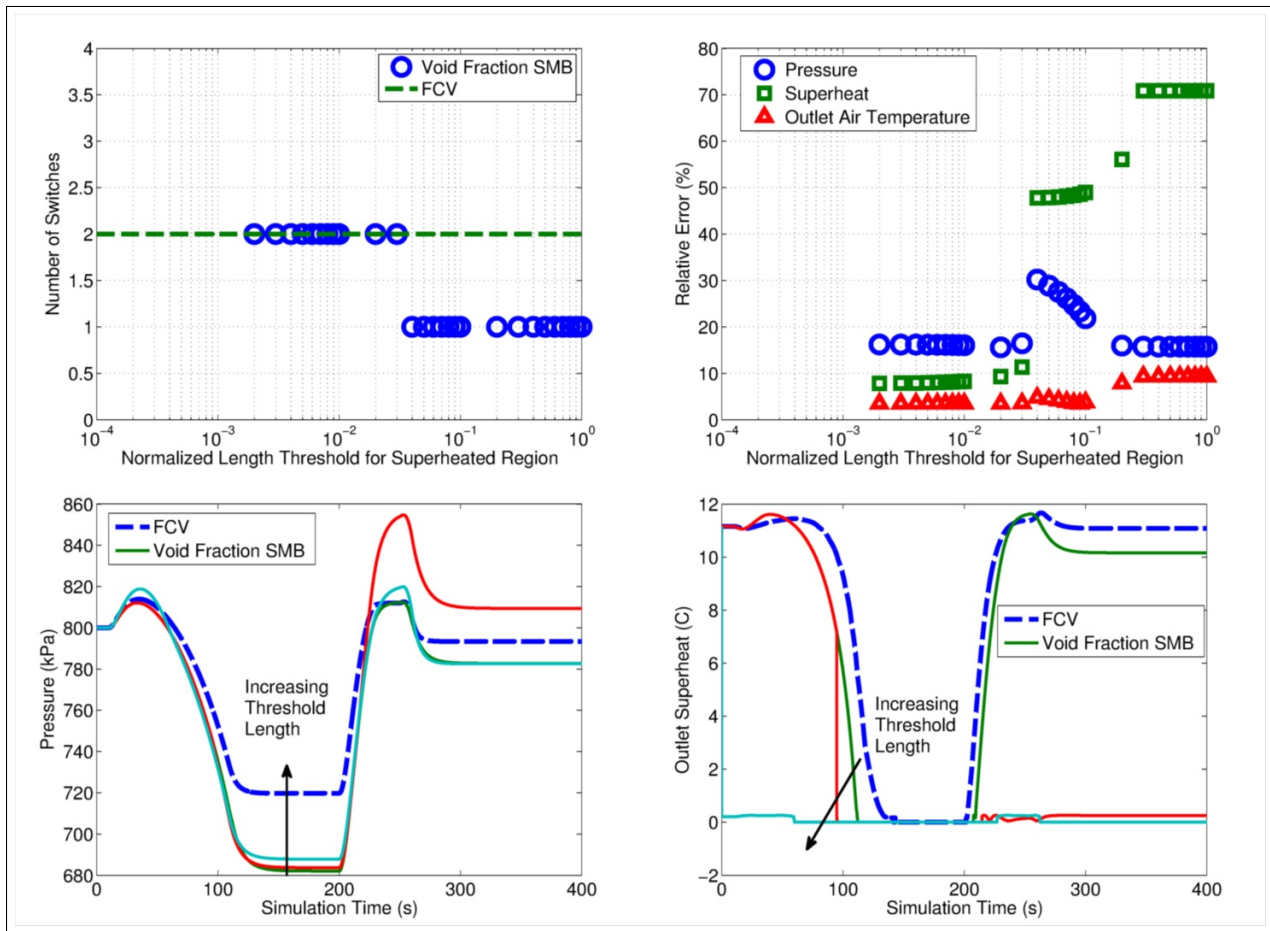 4
3.5
3
2.5
2
1.5
1
0.5
0
Number of Switches
Void Fraction SMB
FCV
10⁻⁴ 10⁻³ 10⁻² 10⁻¹ 10⁰
Normalized Length Threshold for Superheated Region
80
70
60
50
40
30
20
10
0
Relative Error (%)
Pressure
Superheat
Outlet Air Temperature
10⁻⁴ 10⁻³ 10⁻² 10⁻¹ 10⁰
Normalized Length Threshold for Superheated Region
860
840
820
800
780
760
740
720
700
680
Pressure (kPa)
FCV
Void Fraction SMB
Increasing
Threshold
Length
0 100 200 300 400
Simulation Time (s)
12
10
8
6
4
2
0
−2
Outlet Superheat (C)
FCV
Void Fraction SMB
Increasing
Threshold
Length
0 100 200 300 400
Simulation Time (s)